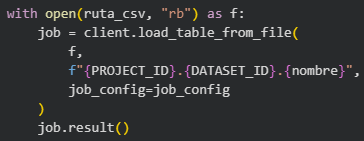 with open(ruta_csv, "rb") as f:
    job = client.load_table_from_file(
        f,
        f"{PROJECT_ID}.{DATASET_ID}.{nombre}",
        job_config=job_config
    )
    job.result()